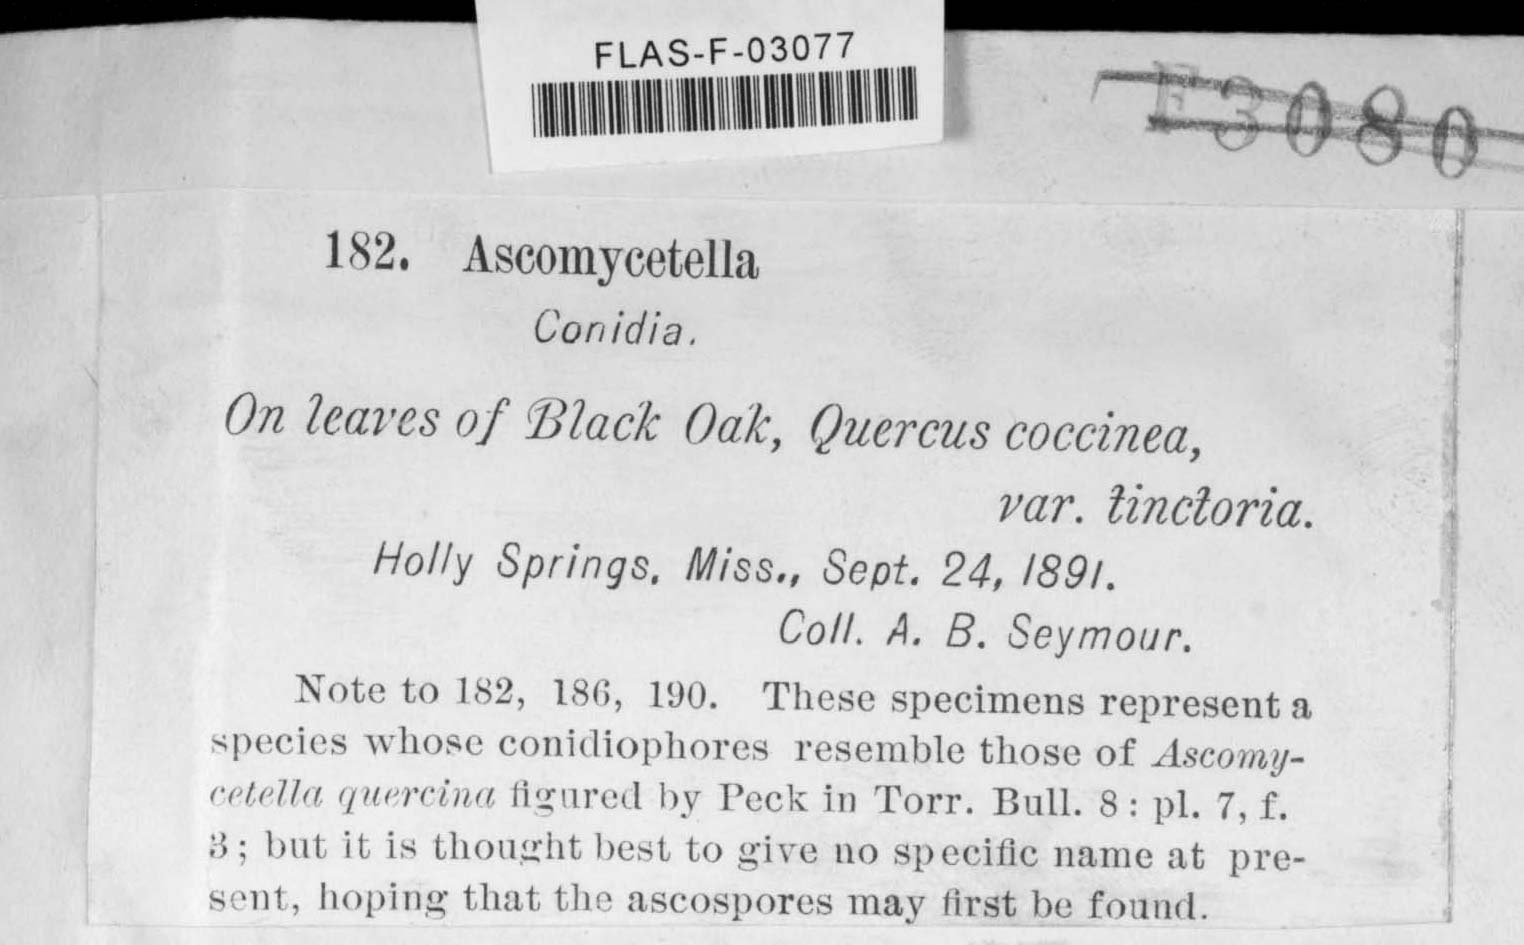 FLAS-F-03077
F3080
182. Ascomycetella
Conidia.
On leaves of Black Oak, Quercus coccinea,
var. tinctoria.
Holly Springs, Miss., Sept. 24, 1891.
Coll. A. B. Seymour.
Note to 182, 186, 190. These specimens represent a
species whose conidiophores resemble those of Ascomy-
cetella quercina figured by Peck in Torr. Bull. 8 : pl. 7, f.
3 ; but it is thought best to give no specific name at pre-
sent, hoping that the ascospores may first be found.